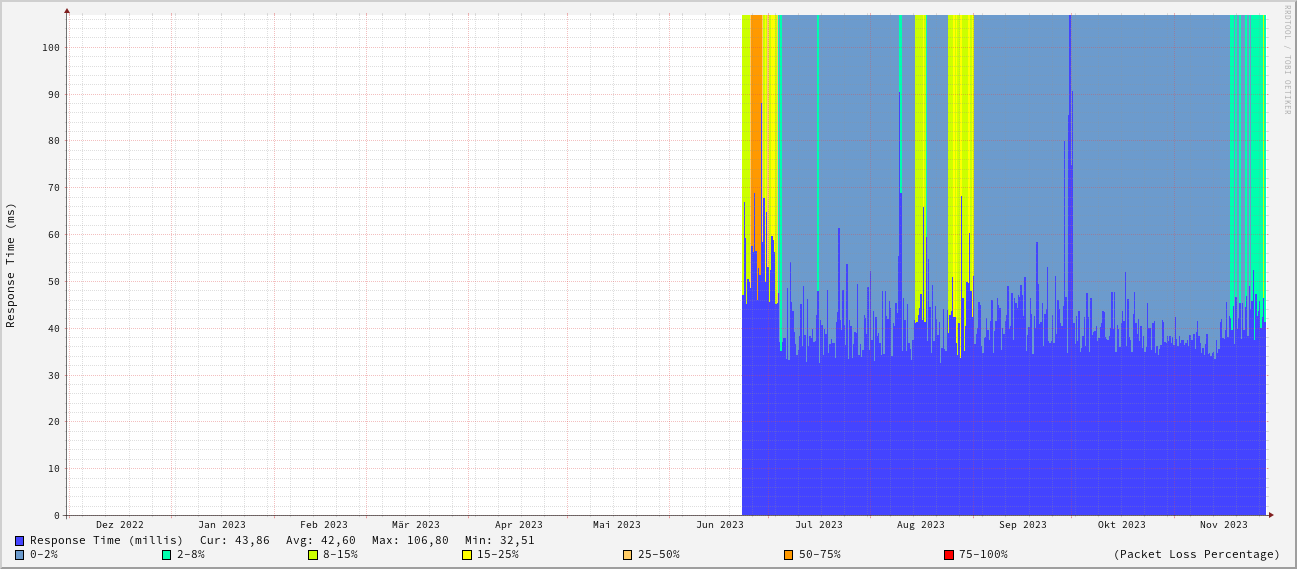 RRDTOOL / TOBI OETIKER
Response Time (ms)
100
90
80
70
60
50
40
30
20
10
0
Dez 2022 Jan 2023 Feb 2023 Mär 2023 Apr 2023 Mai 2023 Jun 2023 Jul 2023 Aug 2023 Sep 2023 Okt 2023 Nov 2023
Response Time (millis) Cur: 43,86 Avg: 42,60 Max: 106,80 Min: 32,51
0-2% 2-8% 8-15% 15-25% 25-50% 50-75% 75-100% (Packet Loss Percentage)